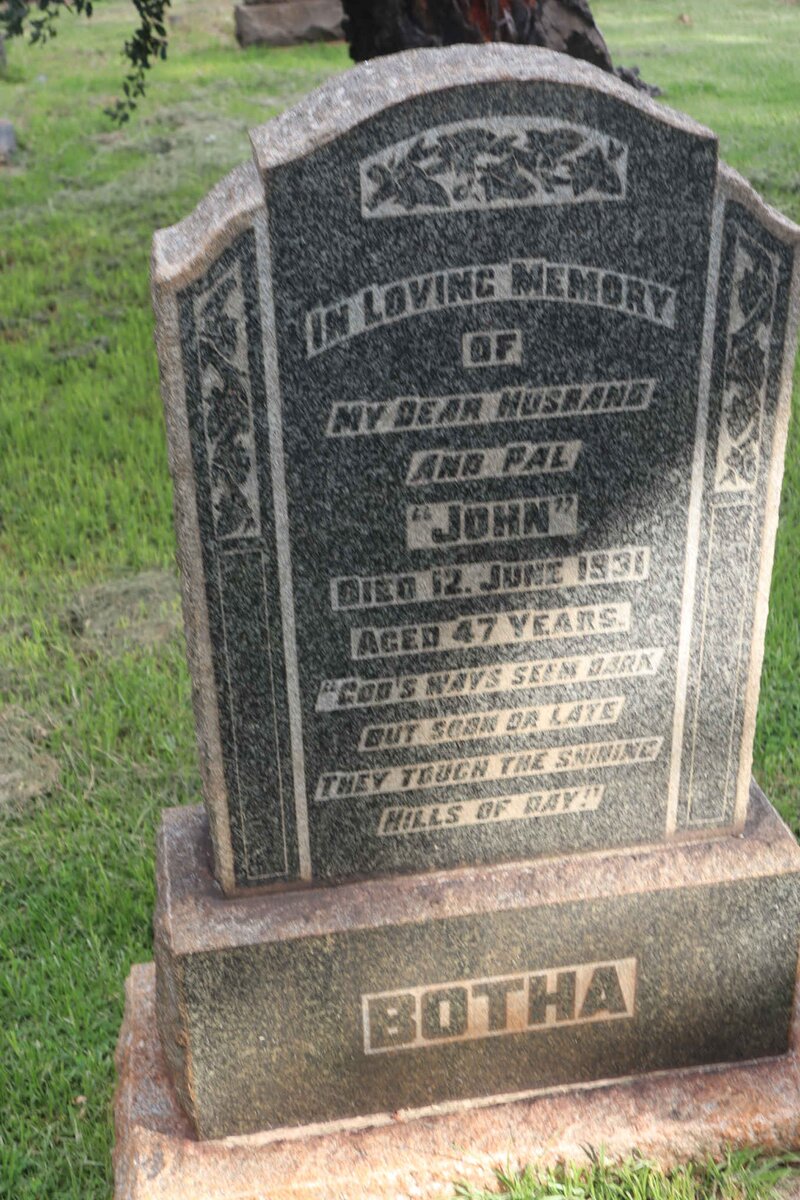 IN LOVING MEMORY
OF
MY DEAR HUSBAND
AND PAL
"JOHN"
DIED 12. JUNE 1931
AGED 47 YEARS.
"GOD'S WAYS SEEM DARK
BUT SOON OR LATE
THEY TOUCH THE SHINING
HILLS OF DAY!"
BOTHA